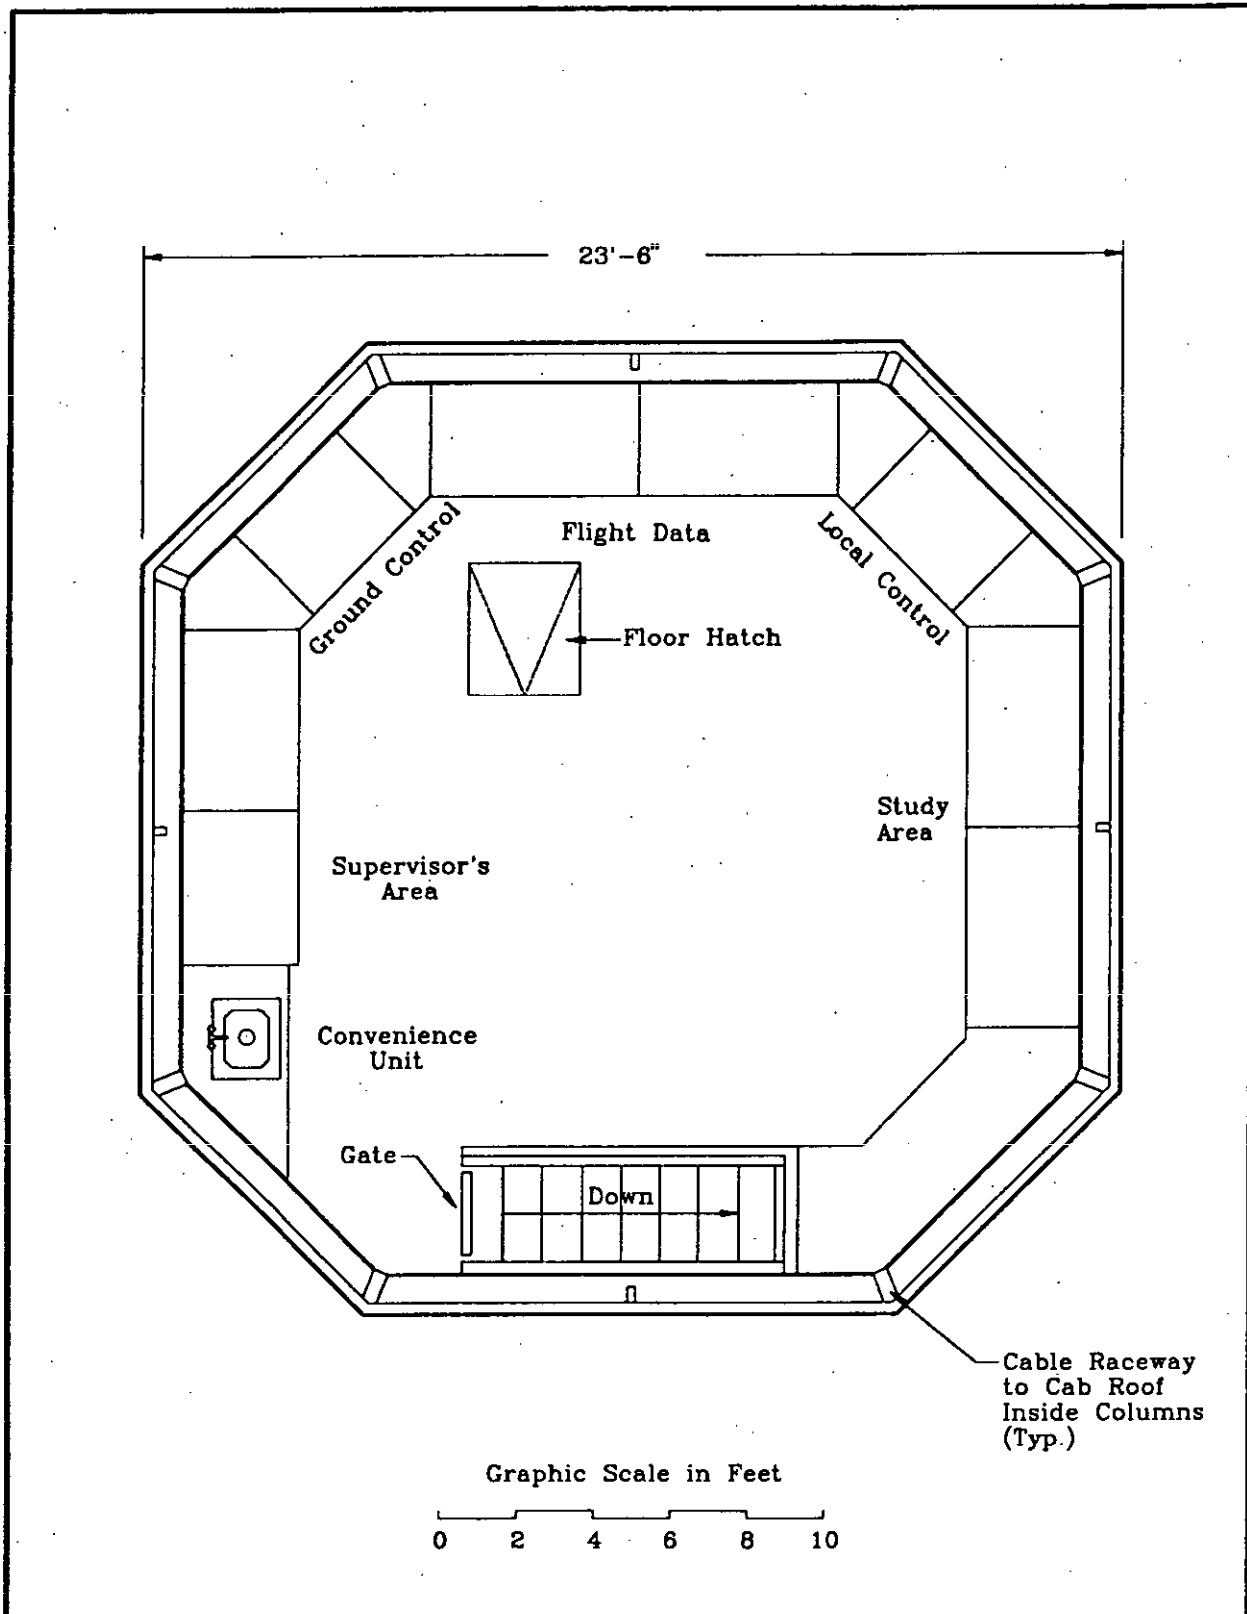 23'-6"
Flight Data
Ground Control
Local Control
Floor Hatch
Study
Area
Supervisor's
Area
Convenience
Unit
Gate
Down
Cable Raceway
to Cab Roof
Inside Columns
(Typ.)
Graphic Scale in Feet
0 2 4 6 8 10